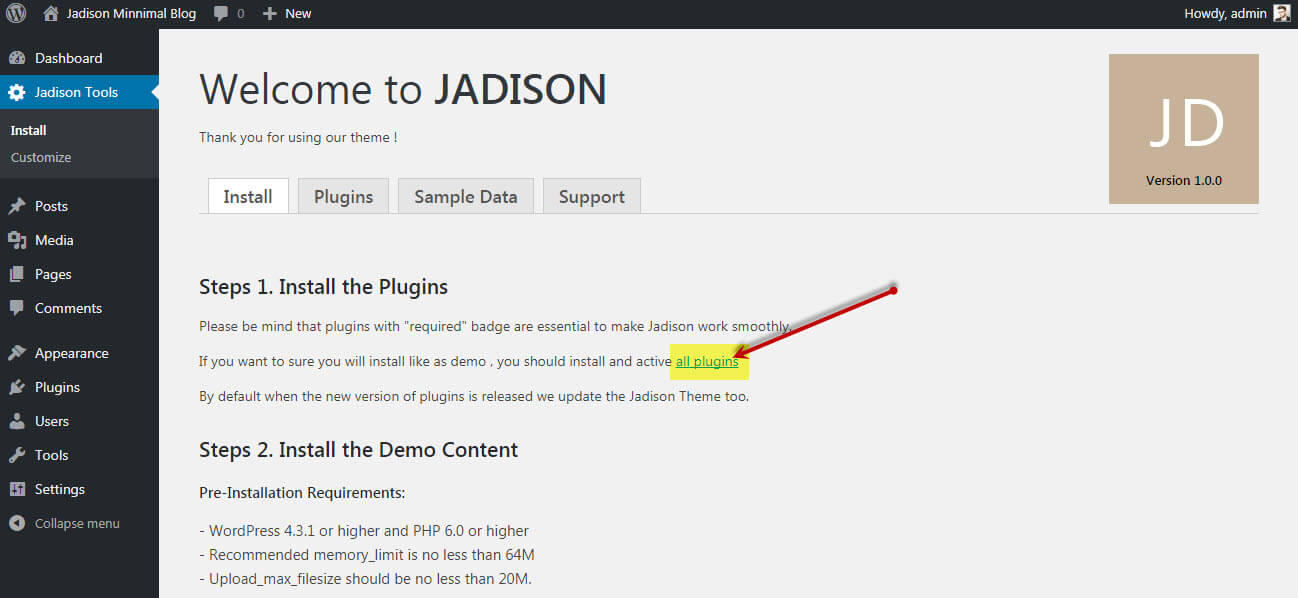 Jadison Minnimal Blog 0 New Howdy, admin
Dashboard
Jadison Tools
Install
Customize
Posts
Media
Pages
Comments
Appearance
Plugins
Users
Tools
Settings
Collapse menu
Welcome to JADISON
Thank you for using our theme !
JD
Version 1.0.0
Install Plugins Sample Data Support
Steps 1. Install the Plugins
Please be mind that plugins with "required" badge are essential to make Jadison work smoothly.
If you want to sure you will install like as demo , you should install and active all plugins
By default when the new version of plugins is released we update the Jadison Theme too.
Steps 2. Install the Demo Content
Pre-Installation Requirements:
- WordPress 4.3.1 or higher and PHP 6.0 or higher
- Recommended memory_limit is no less than 64M
- Upload_max_filesize should be no less than 20M.